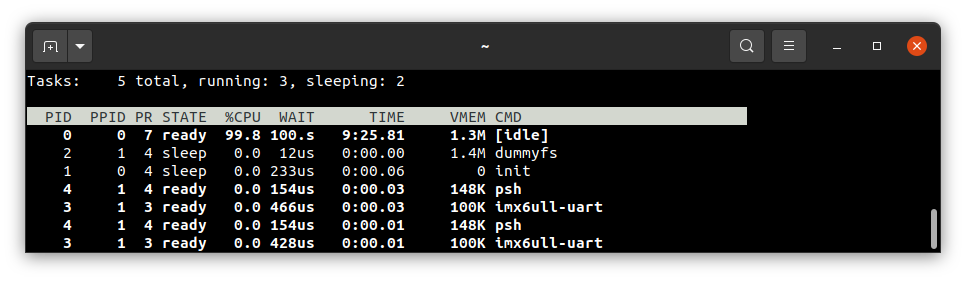 ~
Tasks:    5 total, running: 3, sleeping: 2
PID  PPID PR STATE  %CPU  WAIT      TIME     VMEM CMD
0     0  7 ready  99.8 100.s   9:25.81     1.3M [idle]
2     1  4 sleep   0.0  12us   0:00.00     1.4M dummyfs
1     0  4 sleep   0.0 233us   0:00.06        0 init
4     1  4 ready   0.0 154us   0:00.03     148K psh
3     1  3 ready   0.0 466us   0:00.03     100K imx6ull-uart
4     1  4 ready   0.0 154us   0:00.01     148K psh
3     1  3 ready   0.0 428us   0:00.01     100K imx6ull-uart